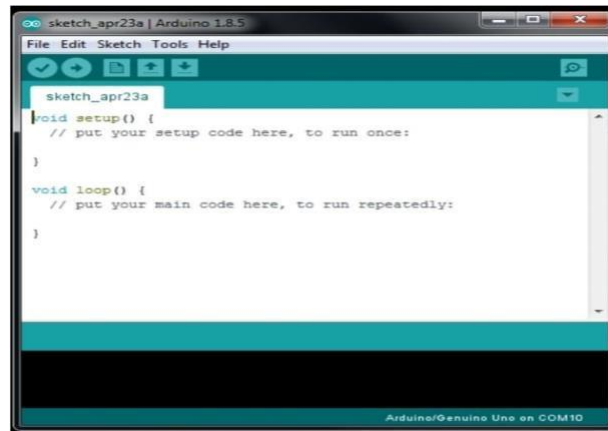 sketch_apr23a | Arduino 1.8.5
File Edit Sketch Tools Help
sketch_apr23a
void setup() {
  // put your setup code here, to run once:
}
void loop() {
  // put your main code here, to run repeatedly:
}
Arduino/Genuino Uno on COM10